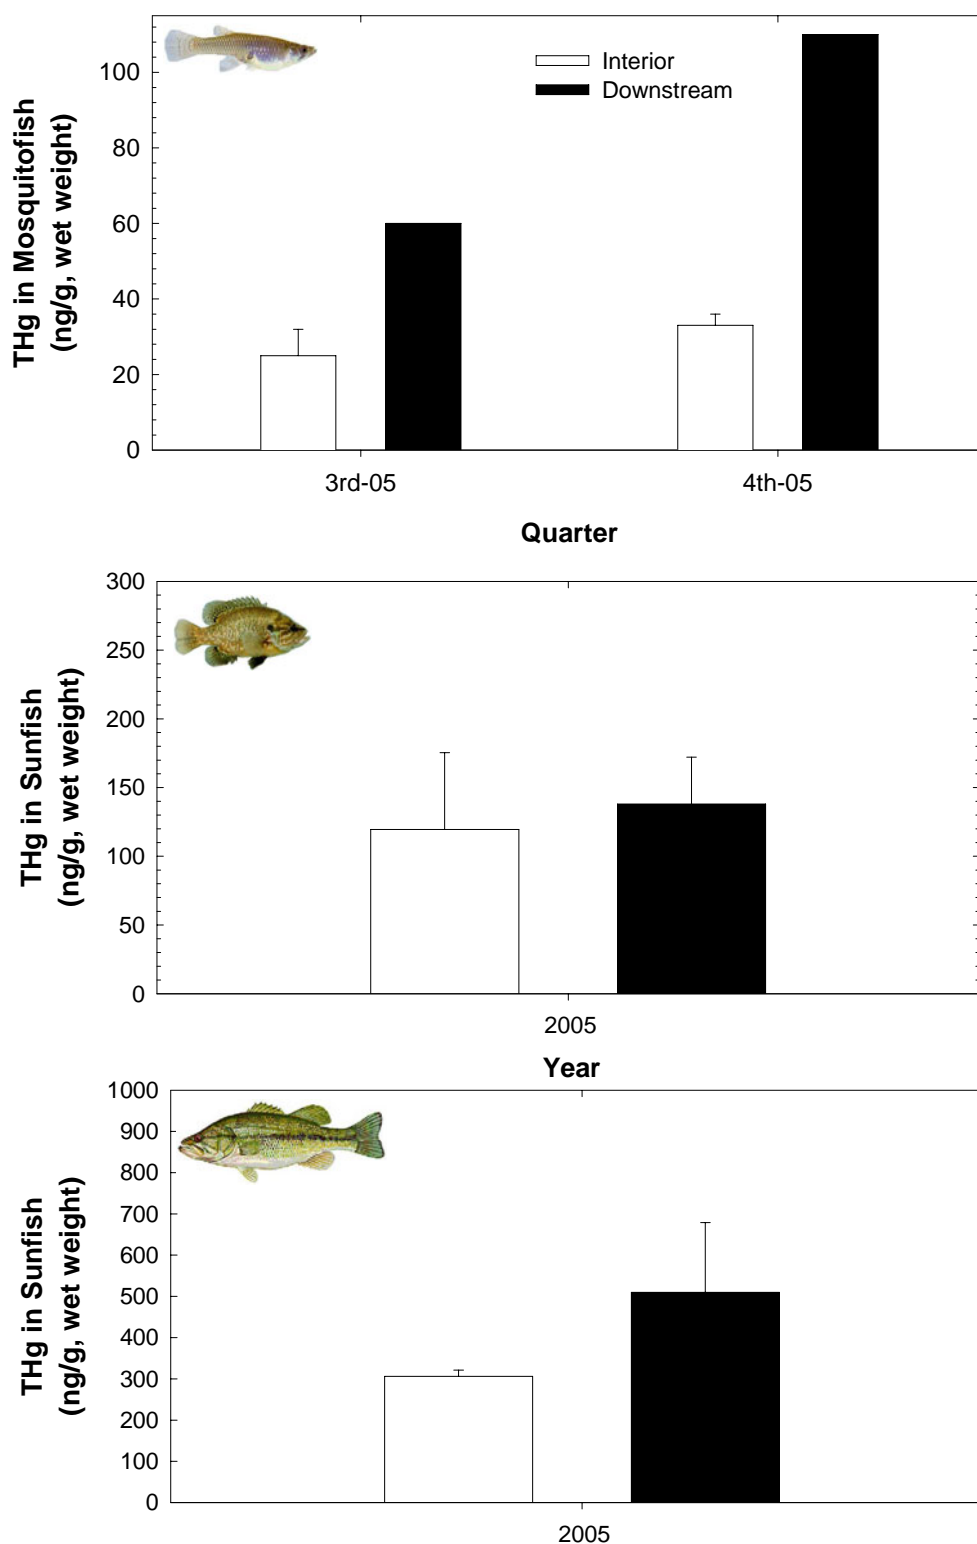 THg in Mosquitofish
(ng/g, wet weight)
100
80
60
40
20
0
Interior
Downstream
3rd-05
4th-05
Quarter
THg in Sunfish
(ng/g, wet weight)
300
250
200
150
100
50
0
2005
Year
THg in Sunfish
(ng/g, wet weight)
1000
900
800
700
600
500
400
300
200
100
0
2005